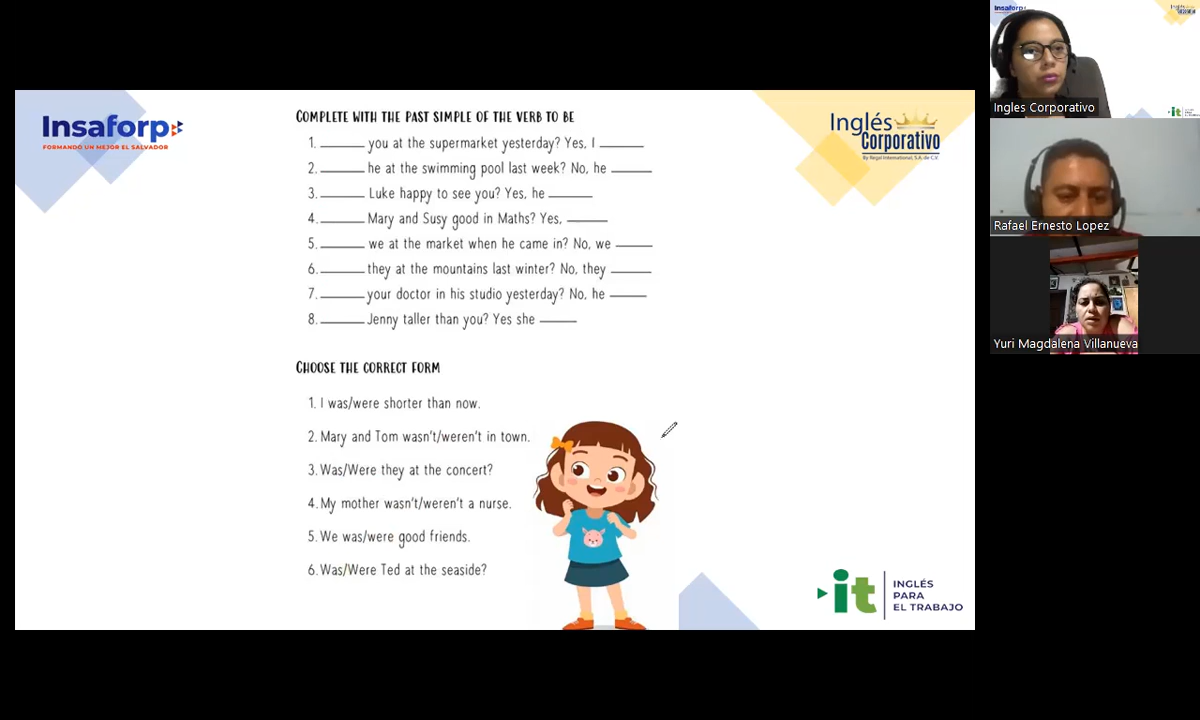 Insaforp
FORMANDO UN MEJOR EL SALVADOR
COMPLETE WITH THE PAST SIMPLE OF THE VERB TO BE
1. ______ you at the supermarket yesterday? Yes, I ______
2. ______ he at the swimming pool last week? No, he ______
3. ______ Luke happy to see you? Yes, he ______
4. ______ Mary and Susy good in Maths? Yes, ______
5. ______ we at the market when he came in? No, we ______
6. ______ they at the mountains last winter? No, they ______
7. ______ your doctor in his studio yesterday? No, he ______
8. ______ Jenny taller than you? Yes she ______
CHOOSE THE CORRECT FORM
1. I was/were shorter than now.
2. Mary and Tom wasn't/weren't in town.
3. Was/Were they at the concert?
4. My mother wasn't/weren't a nurse.
5. We was/were good friends.
6. Was/Were Ted at the seaside?
Inglés
Corporativo
By Regal International, S.A. de C.V.
it
INGLÉS
PARA
EL TRABAJO
Insaforp
Ingles Corporativo
Rafael Ernesto Lopez
Yuri Magdalena Villanueva